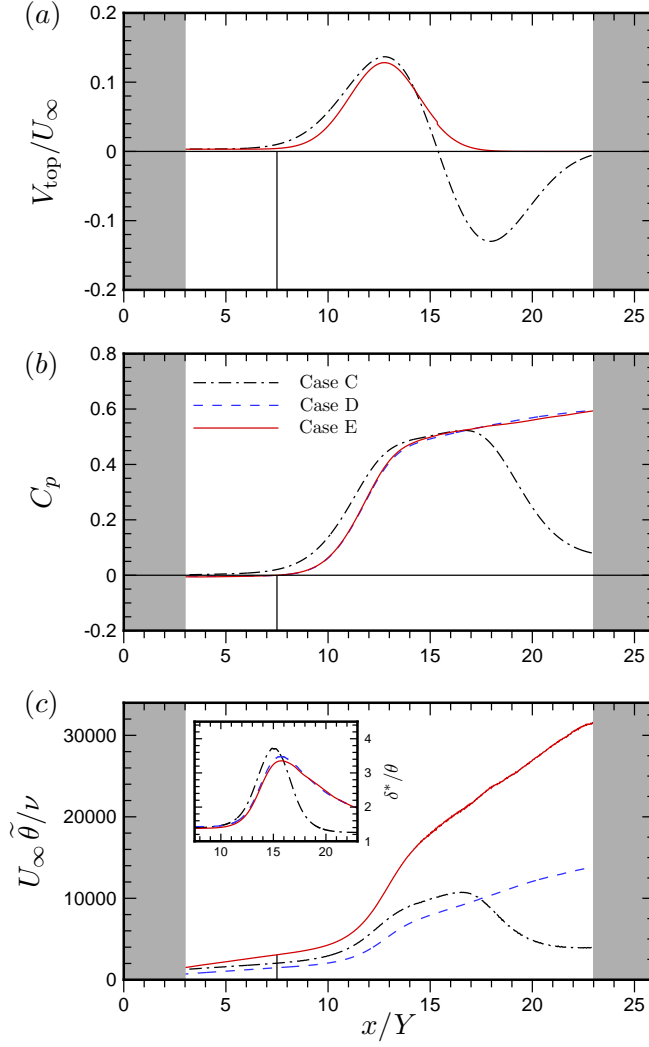 (a)
0.2
0.1
0
-0.1
-0.2
V_top/U_∞
0 5 10 15 20 25
(b)
0.8
0.6
0.4
0.2
0
-0.2
C_p
Case C
Case D
Case E
0 5 10 15 20 25
(c)
30000
20000
10000
0
U_∞ θ̃/ν
4
3
2
1
δ*/θ
10 15 20
0 5 10 15 20 25
x/Y